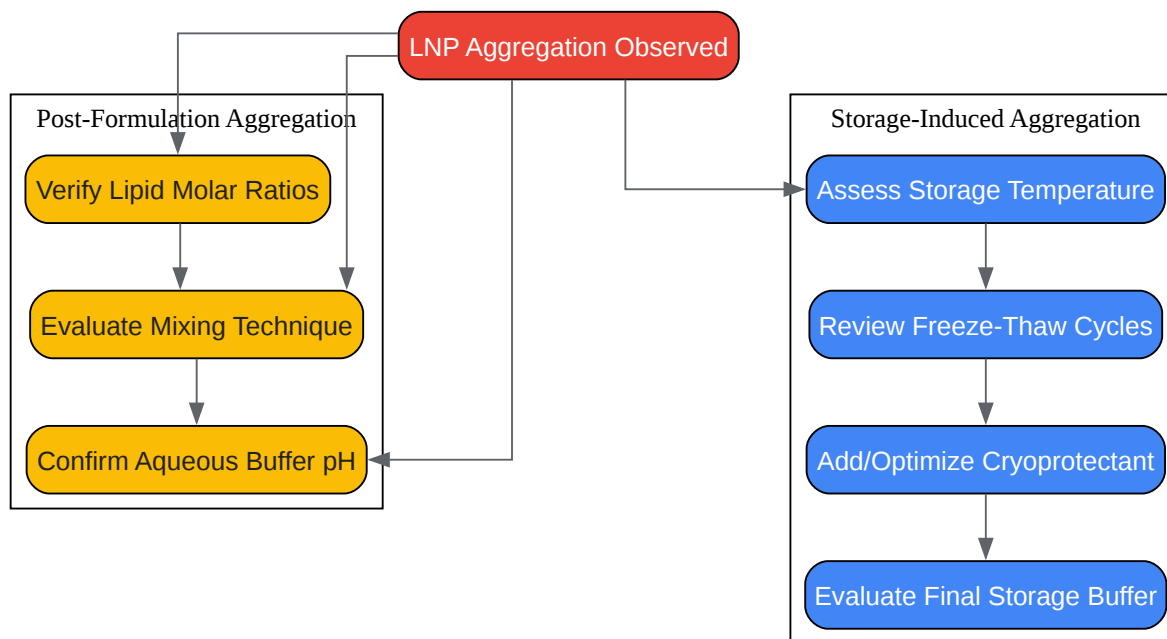 LNP Aggregation Observed
Post-Formulation Aggregation
Verify Lipid Molar Ratios
Evaluate Mixing Technique
Confirm Aqueous Buffer pH
Storage-Induced Aggregation
Assess Storage Temperature
Review Freeze-Thaw Cycles
Add/Optimize Cryoprotectant
Evaluate Final Storage Buffer